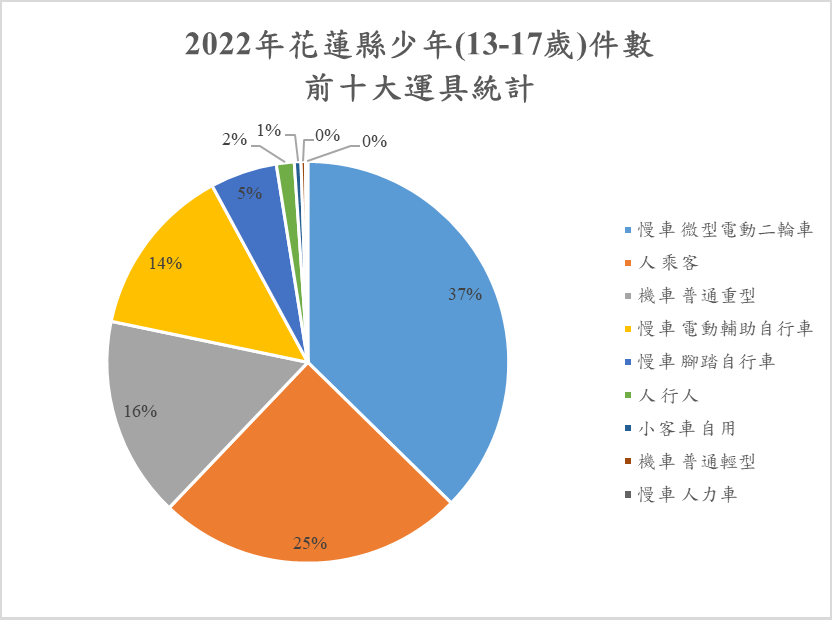 2022年花蓮縣少年(13-17歲)件數
前十大運具統計
2%
1%
0%
0%
5%
14%
37%
16%
25%
慢車 微型電動二輪車
人 乘客
機車 普通重型
慢車 電動輔助自行車
慢車 腳踏自行車
人 行人
小客車 自用
機車 普通輕型
慢車 人力車